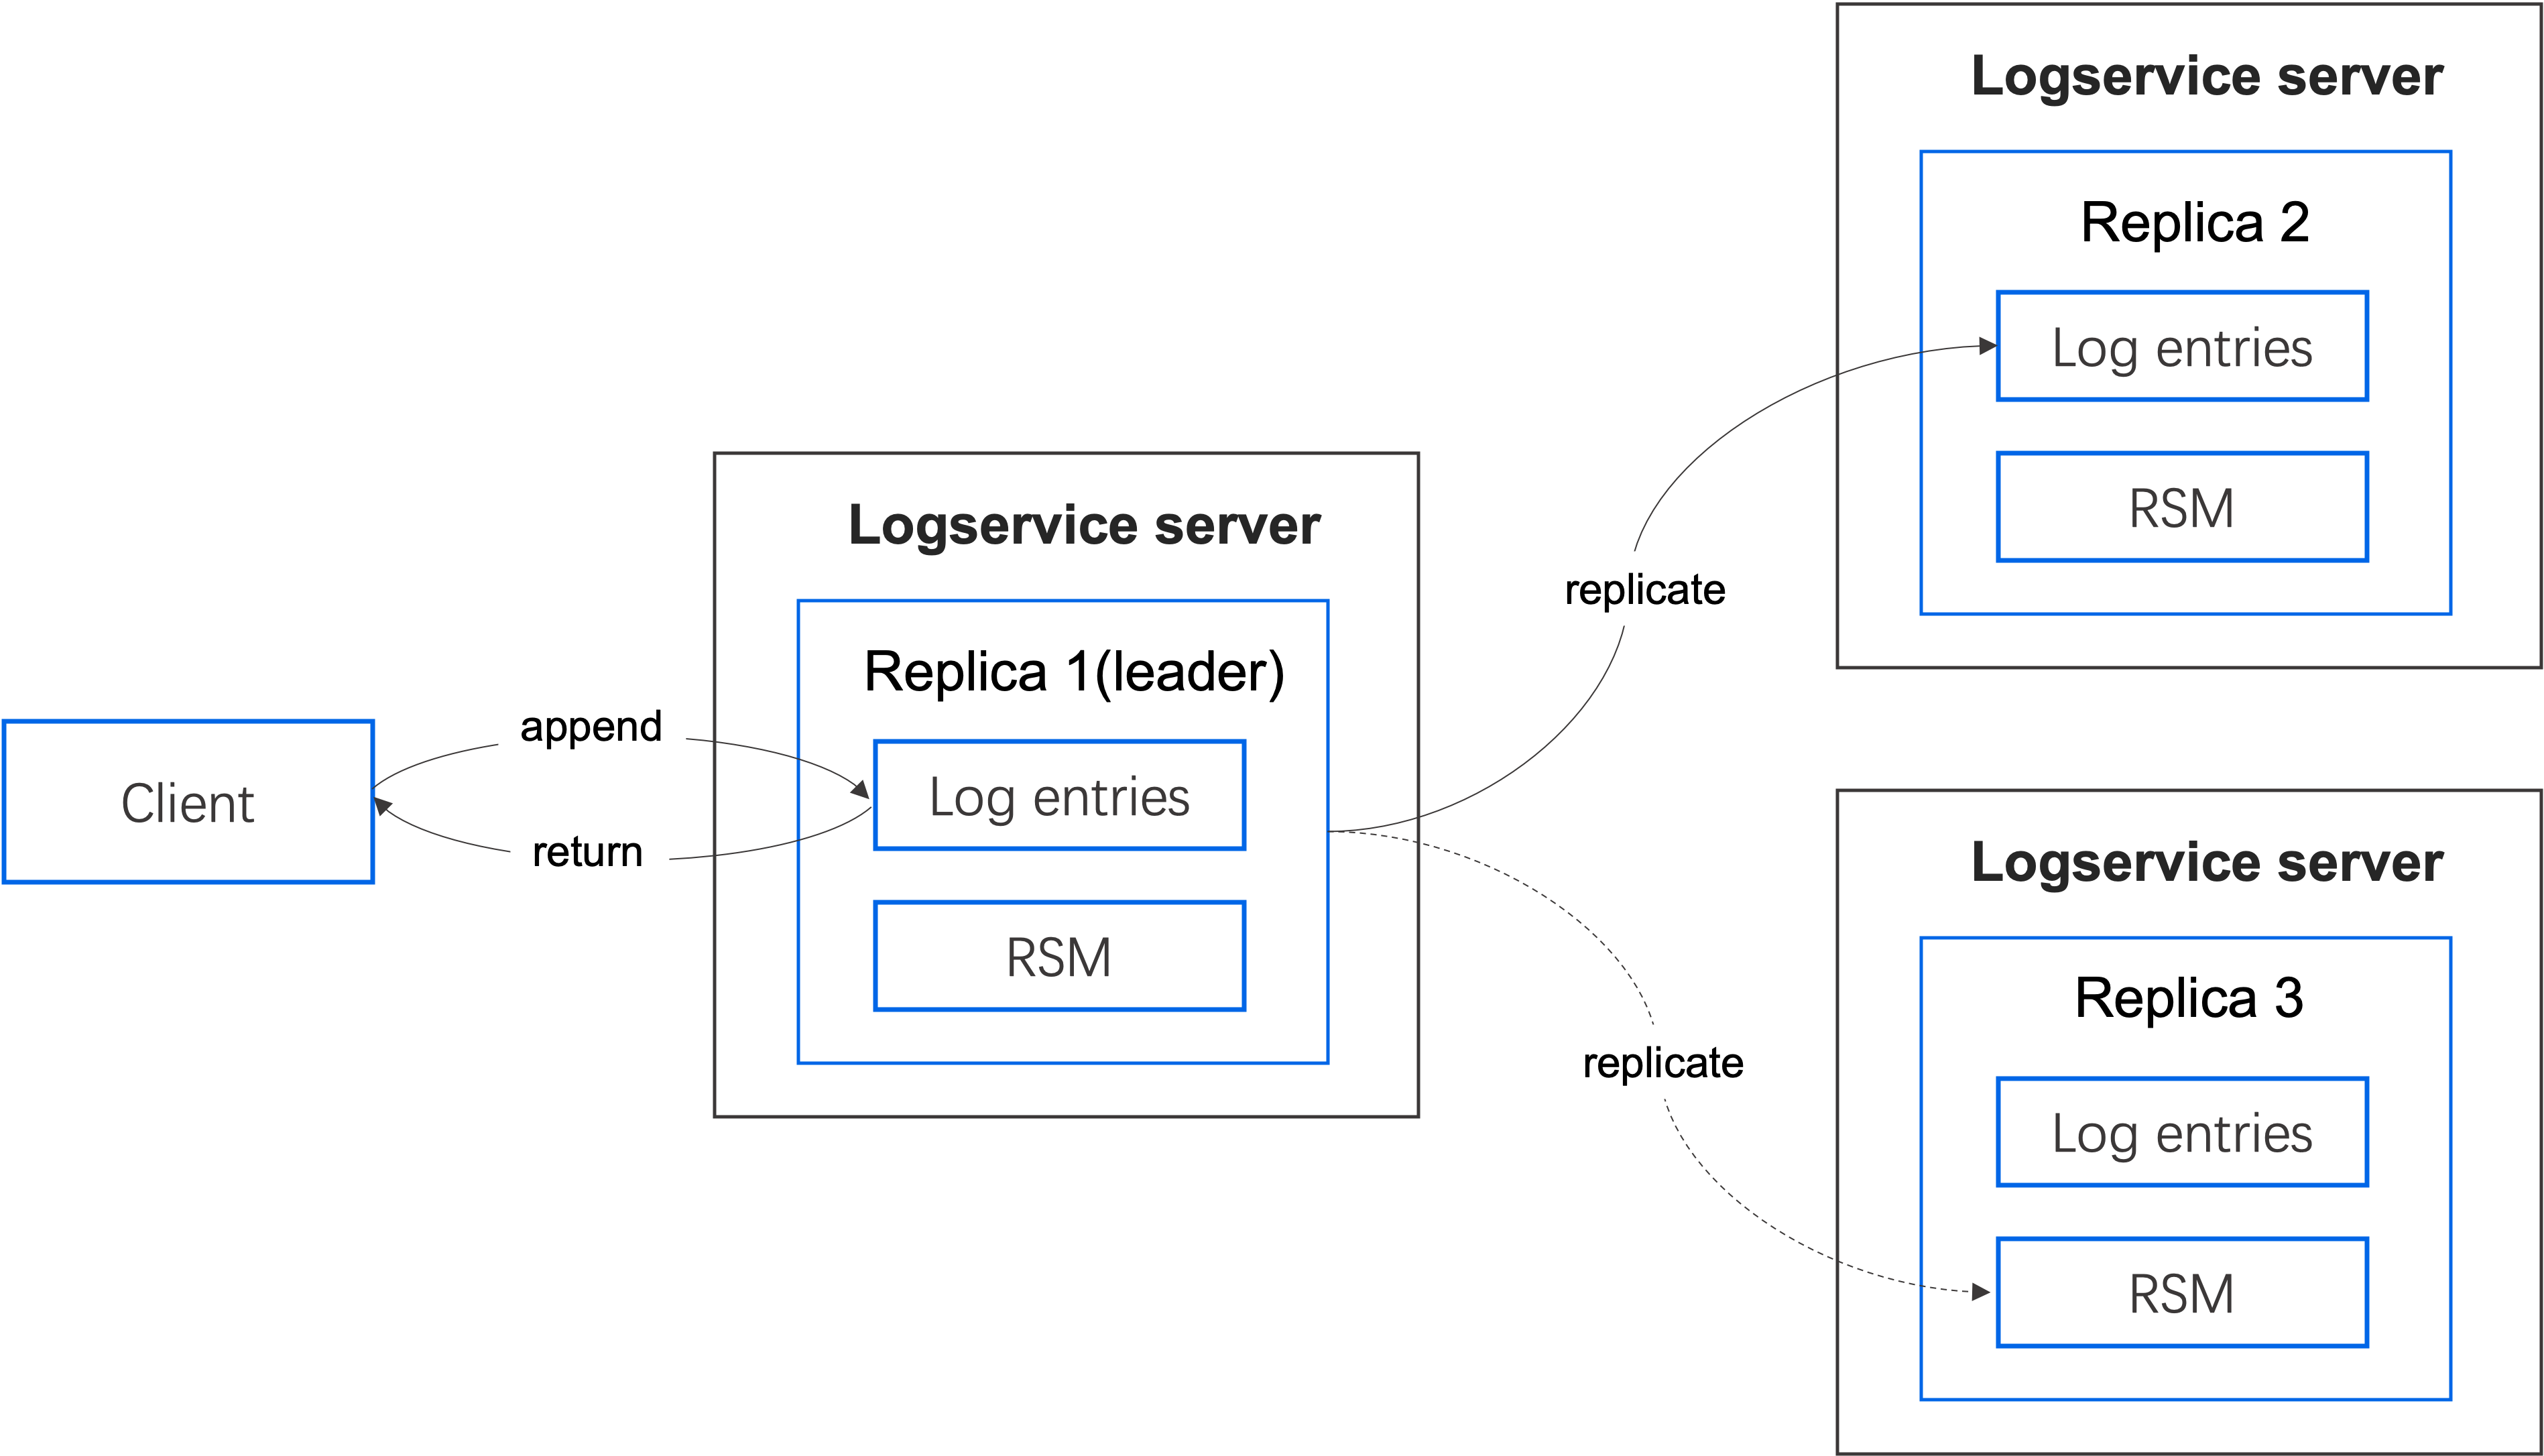 Client
append
return
Logservice server
Replica 1(leader)
Log entries
RSM
replicate
replicate
Logservice server
Replica 2
Log entries
RSM
Logservice server
Replica 3
Log entries
RSM